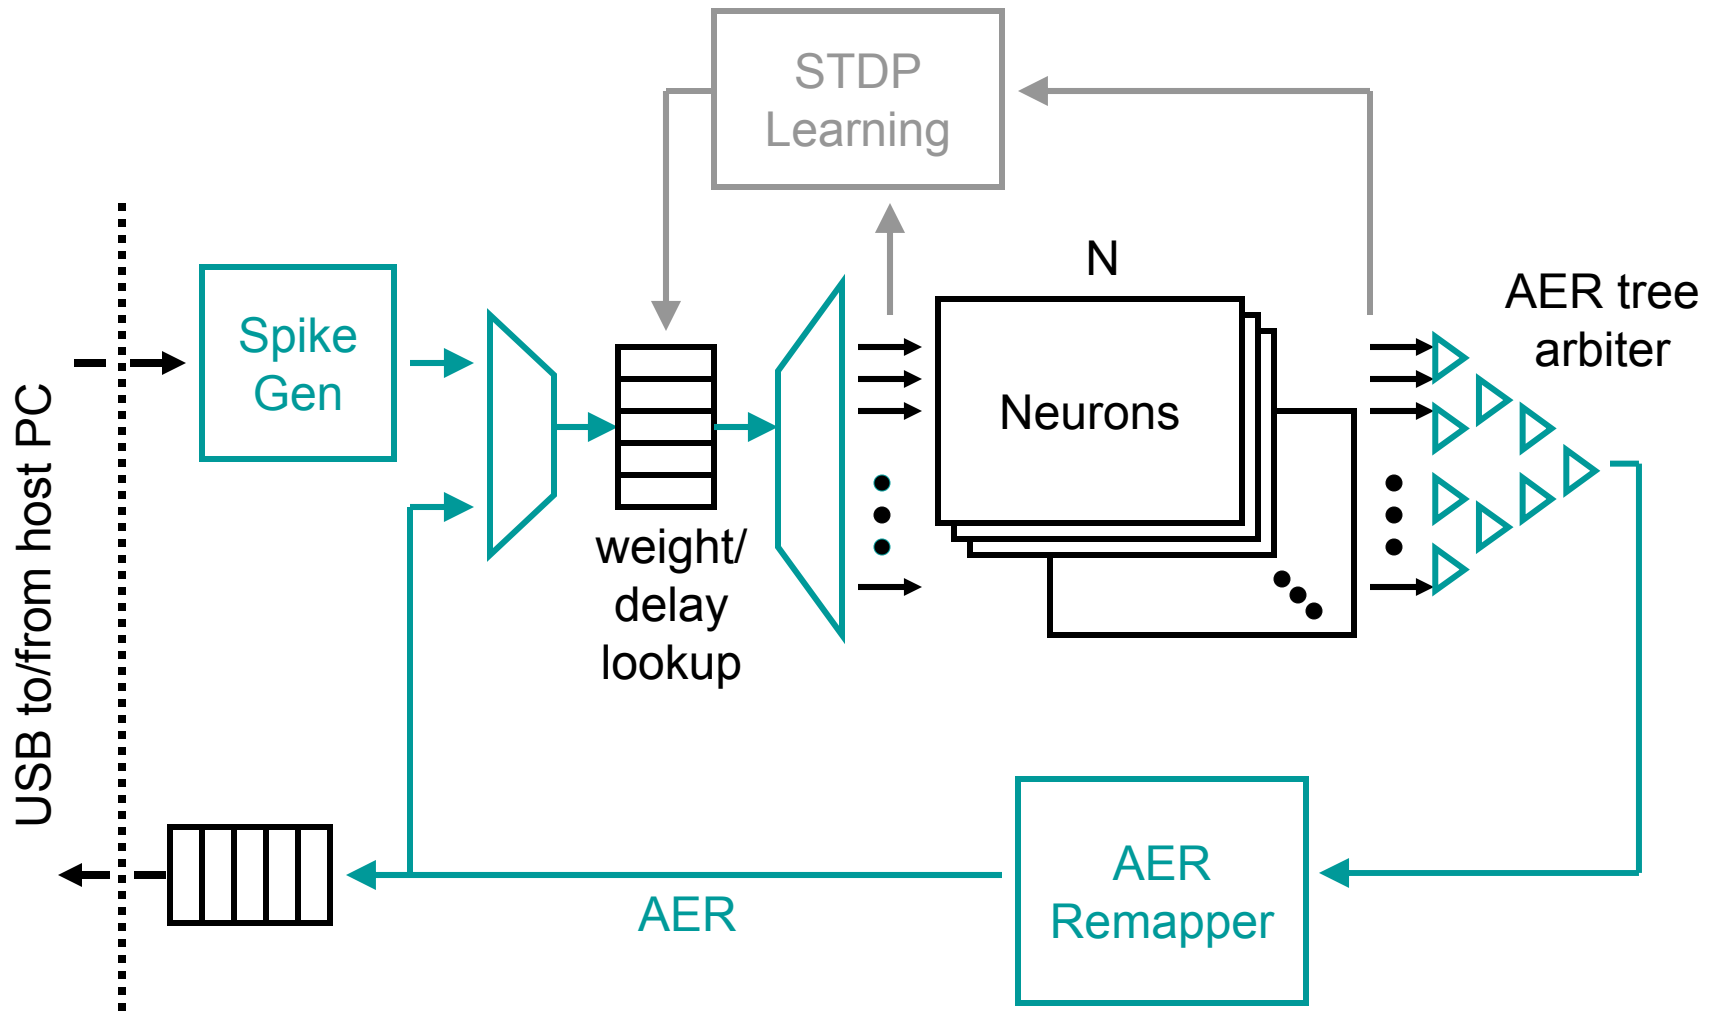 STDP
Learning
N
AER tree
arbiter
Spike
Gen
Neurons
USB to/from host PC
weight/
delay
lookup
AER
Remapper
AER